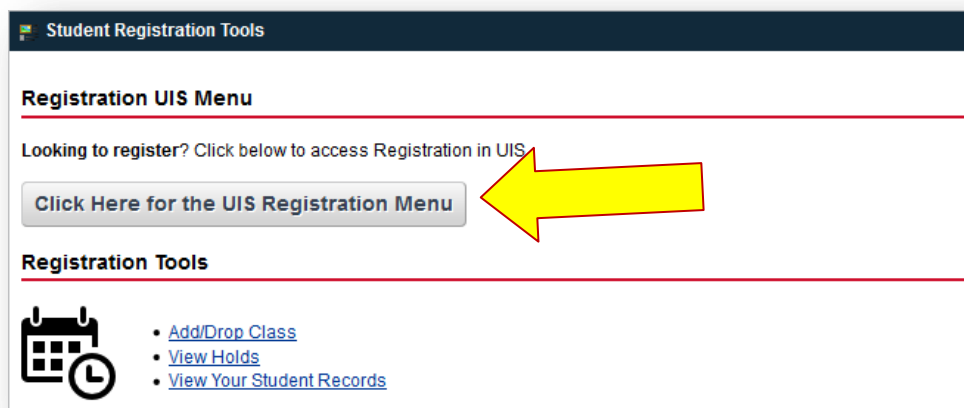 Student Registration Tools
Registration UIS Menu
Looking to register? Click below to access Registration in UIS.
Click Here for the UIS Registration Menu
Registration Tools
Add/Drop Class
View Holds
View Your Student Records